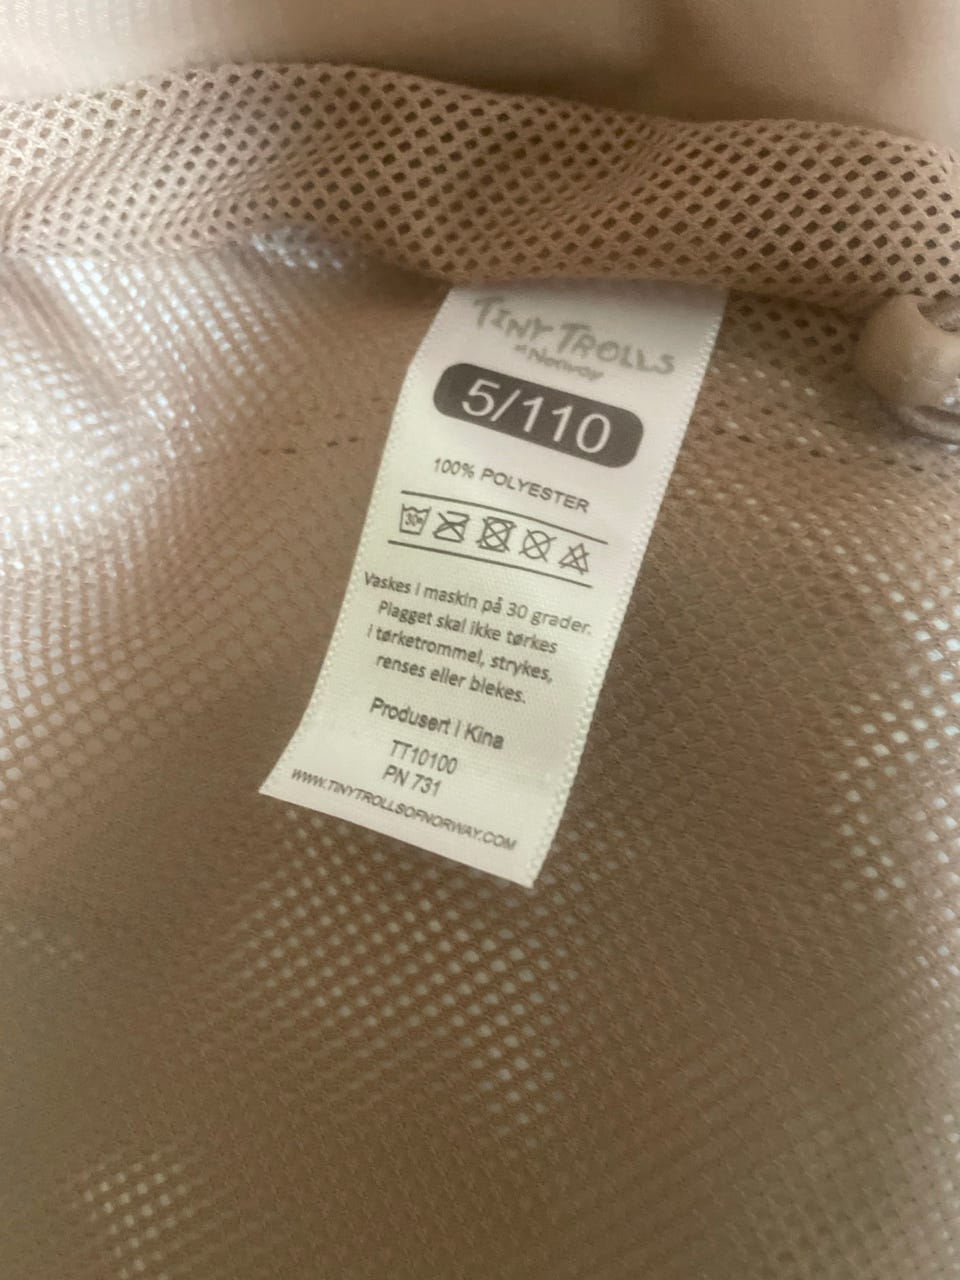 TINY TROLLS
of Norway
5/110
100% POLYESTER
30°
Vaskes i maskin på 30 grader.
Plagget skal ikke tørkes
i tørketrommel, strykes,
renses eller blekes.
Produsert i Kina
TT10100
PN 731
WWW.TINYTROLLSOFNORWAY.COM